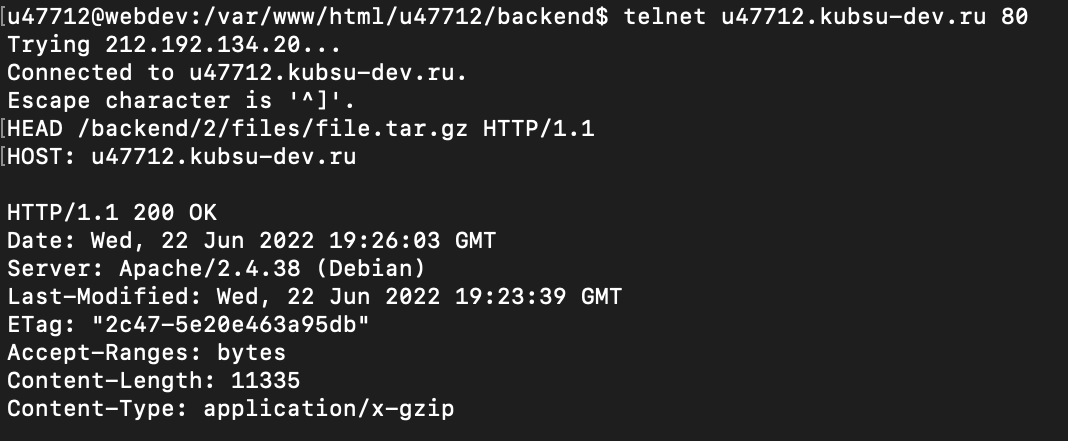 [u47712@webdev:/var/www/html/u47712/backend$ telnet u47712.kubsu-dev.ru 80
Trying 212.192.134.20...
Connected to u47712.kubsu-dev.ru.
Escape character is '^]'.
[HEAD /backend/2/files/file.tar.gz HTTP/1.1
[HOST: u47712.kubsu-dev.ru
HTTP/1.1 200 OK
Date: Wed, 22 Jun 2022 19:26:03 GMT
Server: Apache/2.4.38 (Debian)
Last-Modified: Wed, 22 Jun 2022 19:23:39 GMT
ETag: "2c47-5e20e463a95db"
Accept-Ranges: bytes
Content-Length: 11335
Content-Type: application/x-gzip